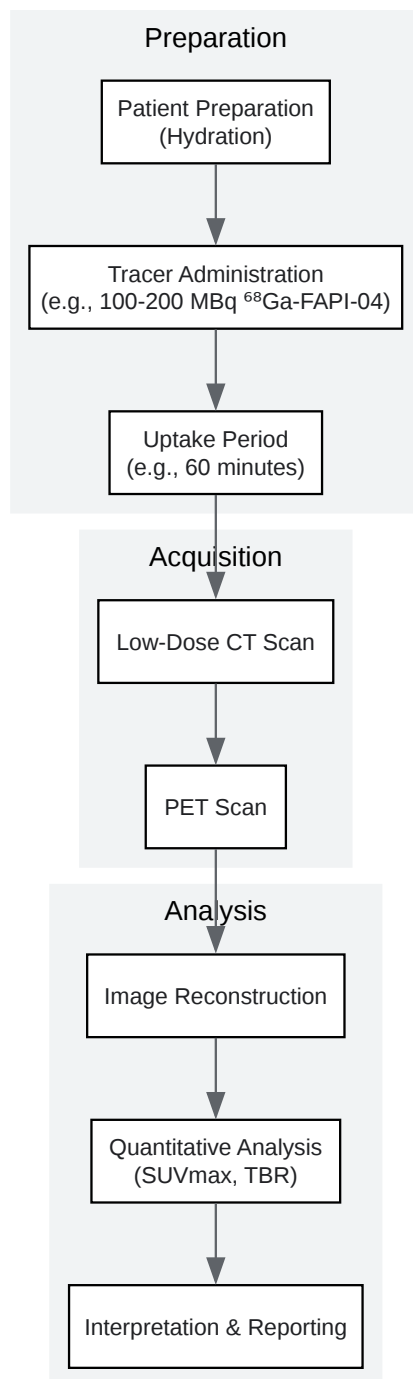 Preparation
Patient Preparation
(Hydration)
Tracer Administration
(e.g., 100-200 MBq ⁶⁸Ga-FAPI-04)
Uptake Period
(e.g., 60 minutes)
Acquisition
Low-Dose CT Scan
PET Scan
Analysis
Image Reconstruction
Quantitative Analysis
(SUVmax, TBR)
Interpretation & Reporting